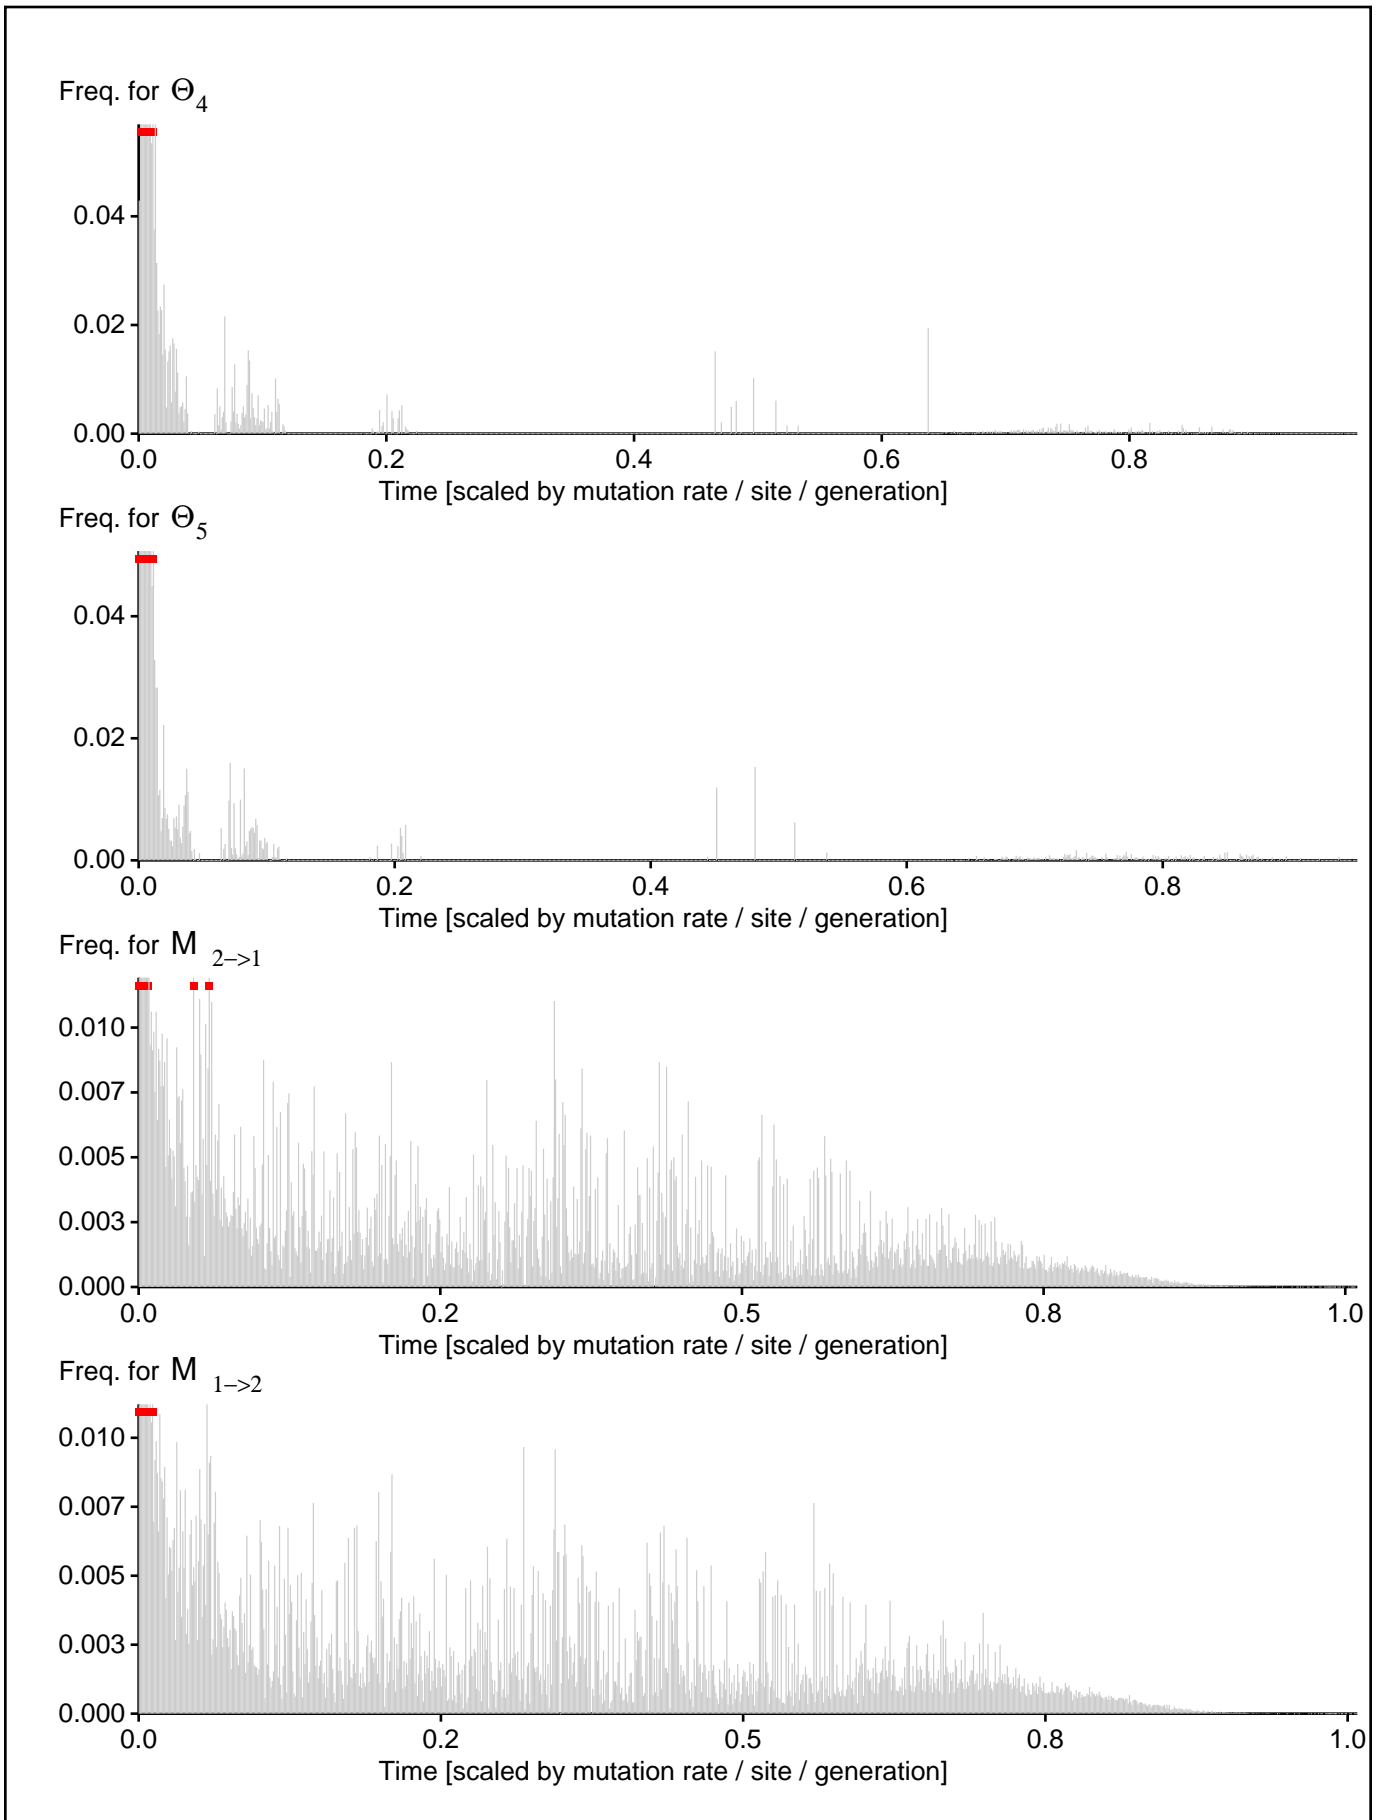 Freq. for Θ4
0.04
0.02
0.00
0.0 0.2 0.4 0.6 0.8
Time [scaled by mutation rate / site / generation]
Freq. for Θ5
0.04
0.02
0.00
0.0 0.2 0.4 0.6 0.8
Time [scaled by mutation rate / site / generation]
Freq. for M 2−>1
0.010
0.007
0.005
0.003
0.000
0.0 0.2 0.5 0.8 1.0
Time [scaled by mutation rate / site / generation]
Freq. for M 1−>2
0.010
0.007
0.005
0.003
0.000
0.0 0.2 0.5 0.8 1.0
Time [scaled by mutation rate / site / generation]